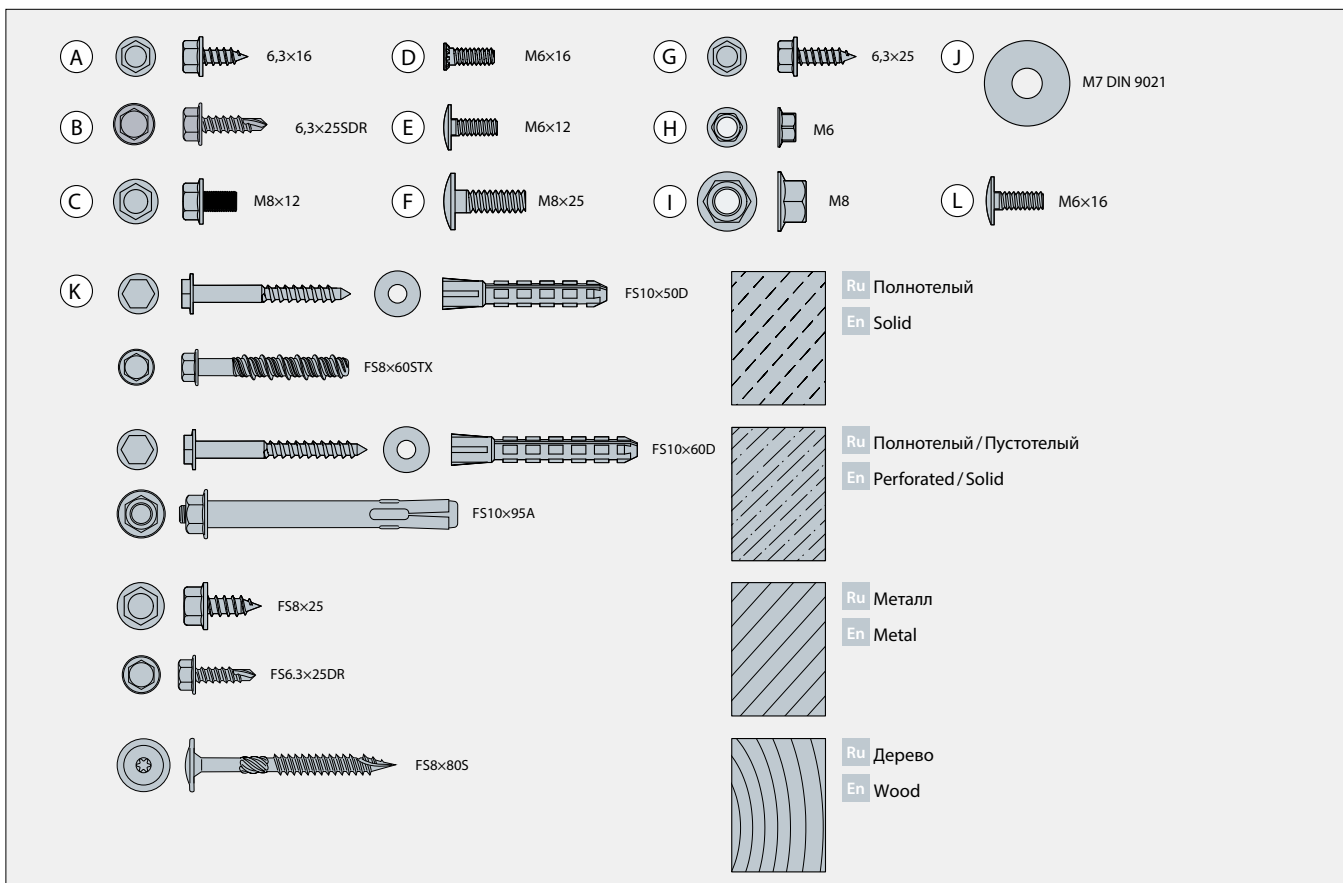 A 6,3×16
D M6×16
G 6,3×25
J M7 DIN 9021
B 6,3×25SDR
E M6×12
H M6
C M8×12
F M8×25
I M8
L M6×16
K FS10×50D
Ru Полнотелый
En Solid
FS8×60STX
FS10×60D
Ru Полнотелый / Пустотелый
En Perforated / Solid
FS10×95A
FS8×25
Ru Металл
En Metal
FS6.3×25DR
FS8×80S
Ru Дерево
En Wood